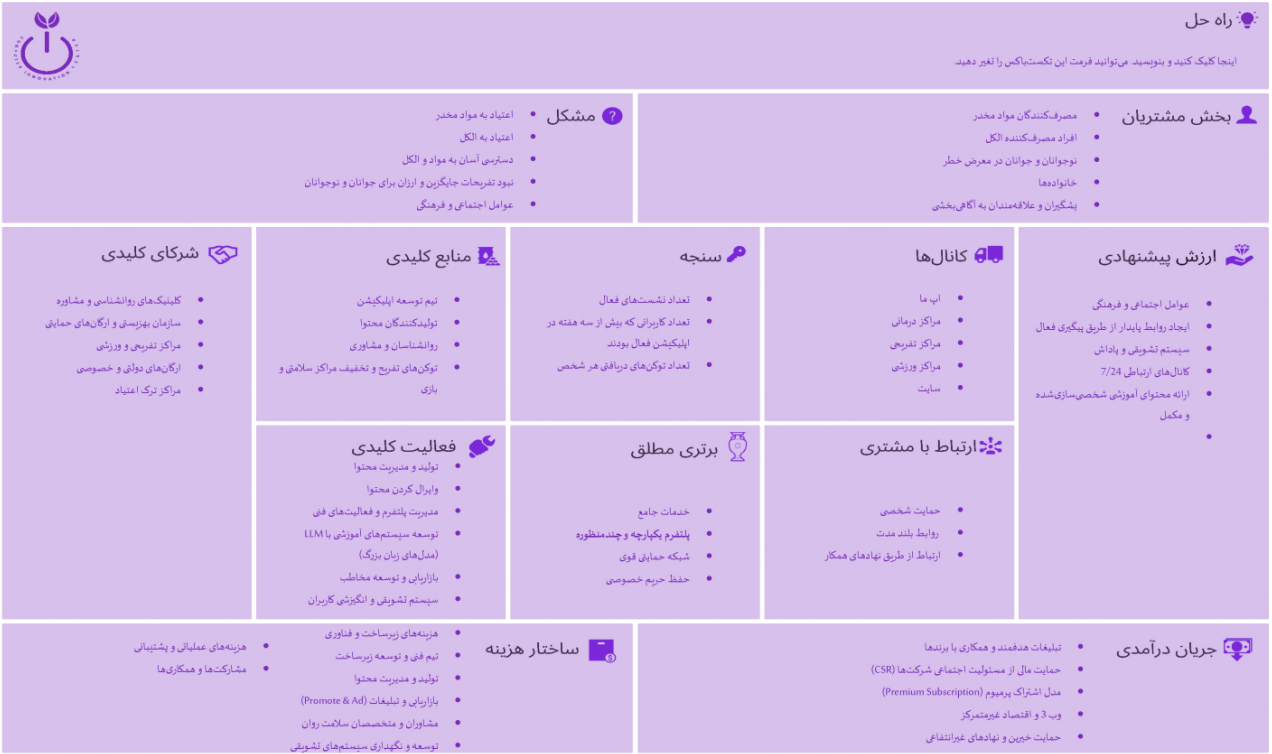 راه حل
اینجا کلیک کنید و بنویسید. می‌توانید فرمت این تکست‌باکس را تغیر دهید.
بخش مشتریان
مصرف‌کنندگان مواد مخدر
افراد مصرف‌کننده الکل
نوجوانان و جوانان در معرض خطر
خانواده‌ها
پشگیران و علاقه‌مندان به آگاهی‌بخشی
مشکل
اعتیاد به مواد مخدر
اعتیاد به الکل
دسترسی آسان به مواد و الکل
نبود تفریحات جایگزین و ارزان برای جوانان و نوجوانان
عوامل اجتماعی و فرهنگی
ارزش پیشنهادی
عوامل اجتماعی و فرهنگی
ایجاد روابط پایدار از طریق پیگیری فعال
سیستم تشویقی و پاداش
کانال‌های ارتباطی 7/24
ارائه محتوای آموزشی شخصی‌سازی‌شده
و مکمل
کانال‌ها
اپ ما
مراکز درمانی
مراکز تفریحی
مراکز ورزشی
سایت
سنجه
تعداد نشست‌های فعال
تعداد کاربرانی که بیش از سه هفته در
اپلیکیشن فعال بودند
تعداد توکن‌های دریافتی هر شخص
منابع کلیدی
تیم توسعه اپلیکیشن
تولیدکنندگان محتوا
روانشناسان و مشاوری
توکن‌های تفریح و تخفیف مراکز سلامتی و
بازی
شرکای کلیدی
کلینیک‌های روانشناسی و مشاوره
سازمان بهزیستی و ارگان‌های حمایتی
مراکز تفریحی و ورزشی
ارگان‌های دولتی و خصوصی
مراکز ترک اعتیاد
ارتباط با مشتری
حمایت شخصی
روابط بلند مدت
ارتباط از طریق نهادهای همکار
برتری مطلق
خدمات جامع
پلتفرم یکپارچه و چندمنظوره
شبکه حمایتی قوی
حفظ حریم خصوصی
فعالیت کلیدی
تولید و مدیریت محتوا
وایرال کردن محتوا
مدیریت پلتفرم و فعالیت‌های فنی
توسعه سیستم‌های آموزشی با LLM
(مدل‌های زبان بزرگ)
بازاریابی و توسعه مخاطب
سیستم تشویقی و انگیزشی کاربران
جریان درآمدی
تبلیغات هدفمند و همکاری با برندها
حمایت مالی از مسئولیت اجتماعی شرکت‌ها (CSR)
مدل اشتراک پرمیوم (Premium Subscription)
وب 3 و اقتصاد غیرمتمرکز
حمایت خیرین و نهادهای غیرانتفاعی
ساختار هزینه
هزینه‌های زیرساخت و فناوری
تیم فنی و توسعه زیرساخت
تولید و مدیریت محتوا
بازاریابی و تبلیغات (Promote & Ad)
مشاوران و متخصصان سلامت روان
توسعه و نگهداری سیستم‌های تشویقی
هزینه‌های عملیاتی و پشتیبانی
مشارکت‌ها و همکاری‌ها